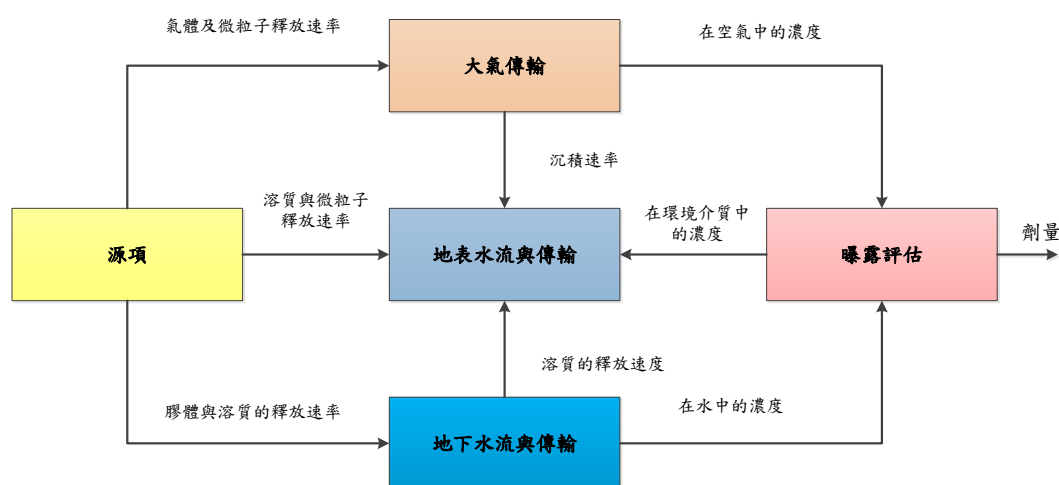 氣體及微粒子釋放速率
在空氣中的濃度
大氣傳輸
沉積速率
溶質與微粒子
釋放速率
在環境介質中
的濃度
劑量
源項
地表水流與傳輸
曝露評估
溶質的釋放速度
膠體與溶質的釋放速率
在水中的濃度
地下水流與傳輸